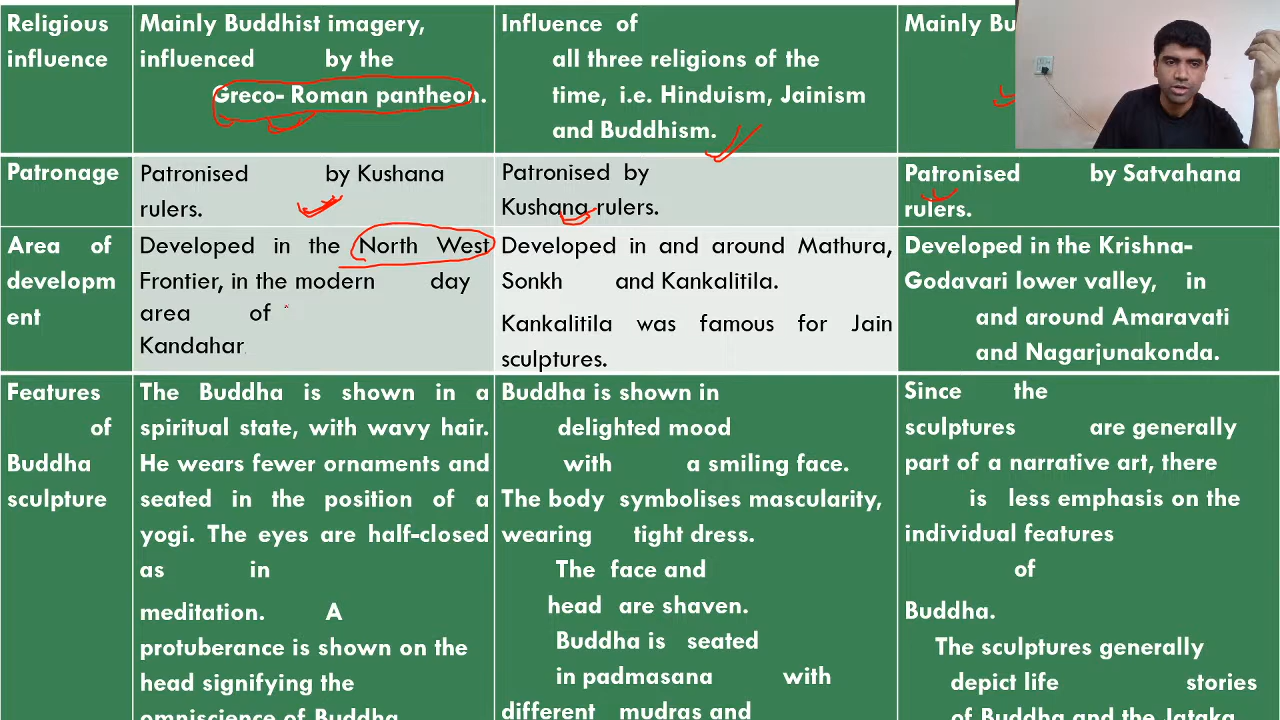 Religious
influence
Mainly Buddhist imagery,
influenced by the
Greco- Roman pantheon.
Influence of
all three religions of the
time, i.e. Hinduism, Jainism
and Buddhism.
Mainly Bu
Patronage
Patronised by Kushana
rulers.
Patronised by
Kushana rulers.
Patronised by Satvahana
rulers.
Area of
developm
ent
Developed in the North West
Frontier, in the modern day
area of
Kandahar
Developed in and around Mathura,
Sonkh and Kankalitila.
Kankalitila was famous for Jain
sculptures.
Developed in the Krishna-
Godavari lower valley, in
and around Amaravati
and Nagarjunakonda.
Features
of
Buddha
sculpture
The Buddha is shown in a
spiritual state, with wavy hair.
He wears fewer ornaments and
seated in the position of a
yogi. The eyes are half-closed
as in
meditation. A
protuberance is shown on the
head signifying the
omniscience of Buddha
Buddha is shown in
delighted mood
with a smiling face.
The body symbolises mascularity,
wearing tight dress.
The face and
head are shaven.
Buddha is seated
in padmasana with
different mudras and
Since the
sculptures are generally
part of a narrative art, there
is less emphasis on the
individual features
of
Buddha.
The sculptures generally
depict life stories
of Buddha and the Jataka